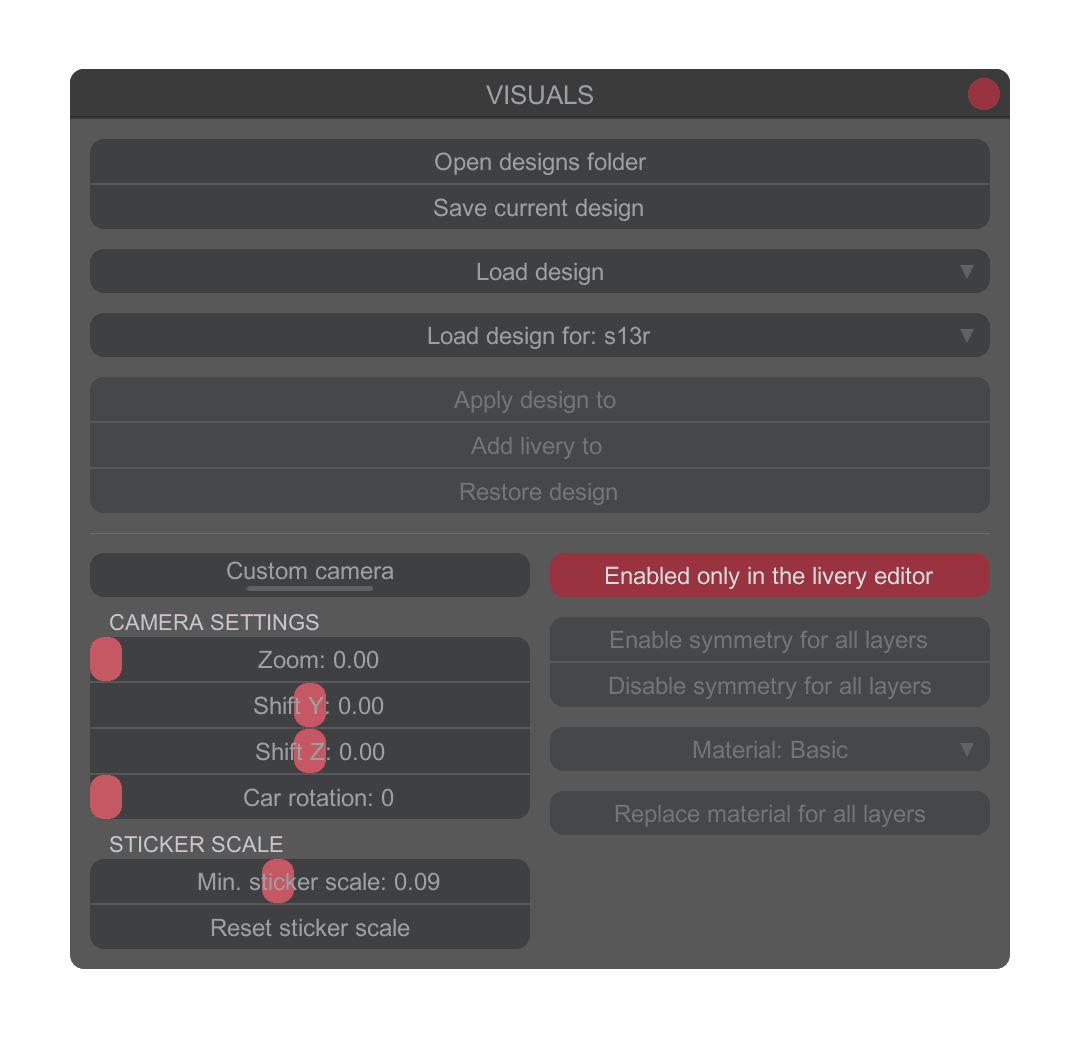 VISUALS
Open designs folder
Save current design
Load design
Load design for: s13r
Apply design to
Add livery to
Restore design
Custom camera
CAMERA SETTINGS
Zoom: 0.00
Shift Y: 0.00
Shift Z: 0.00
Car rotation: 0
STICKER SCALE
Min. sticker scale: 0.09
Reset sticker scale
Enabled only in the livery editor
Enable symmetry for all layers
Disable symmetry for all layers
Material: Basic
Replace material for all layers